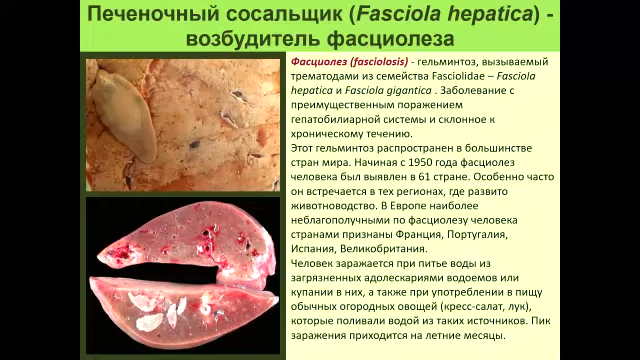 Печеночный сосальщик (Fasciola hepatica) -
возбудитель фасциолеза
Фасциолез (fasciolosis) - гельминтоз, вызываемый
трематодами из семейства Fasciolidae – Fasciola
hepatica и Fasciola gigantica . Заболевание с
преимущественным поражением
гепатобилиарной системы и склонное к
хроническому течению.
Этот гельминтоз распространен в большинстве
стран мира. Начиная с 1950 года фасциолез
человека был выявлен в 61 стране. Особенно часто
он встречается в тех регионах, где развито
животноводство. В Европе наиболее
неблагополучными по фасциолезу человека
странами признаны Франция, Португалия,
Испания, Великобритания.
Человек заражается при питье воды из
загрязненных адолескариями водоемов или
купании в них, а также при употреблении в пищу
обычных огородных овощей (кресс-салат, лук),
которые поливали водой из таких источников. Пик
заражения приходится на летние месяцы.